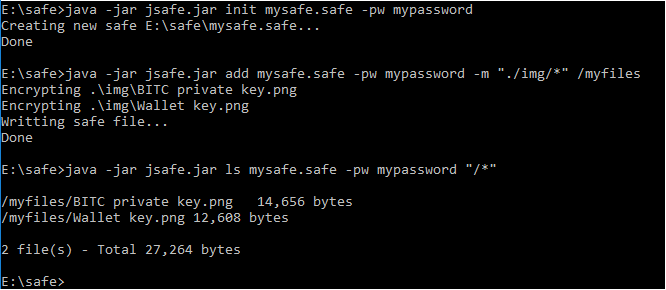 E:\safe>java -jar jsafe.jar init mysafe.safe -pw mypassword
Creating new safe E:\safe\mysafe.safe...
Done
E:\safe>java -jar jsafe.jar add mysafe.safe -pw mypassword -m "./img/*" /myfiles
Encrypting .\img\BITC private key.png
Encrypting .\img\Wallet key.png
Writting safe file...
Done
E:\safe>java -jar jsafe.jar ls mysafe.safe -pw mypassword "/*"
/myfiles/BITC private key.png   14,656 bytes
/myfiles/Wallet key.png 12,608 bytes
2 file(s) - Total 27,264 bytes
E:\safe>